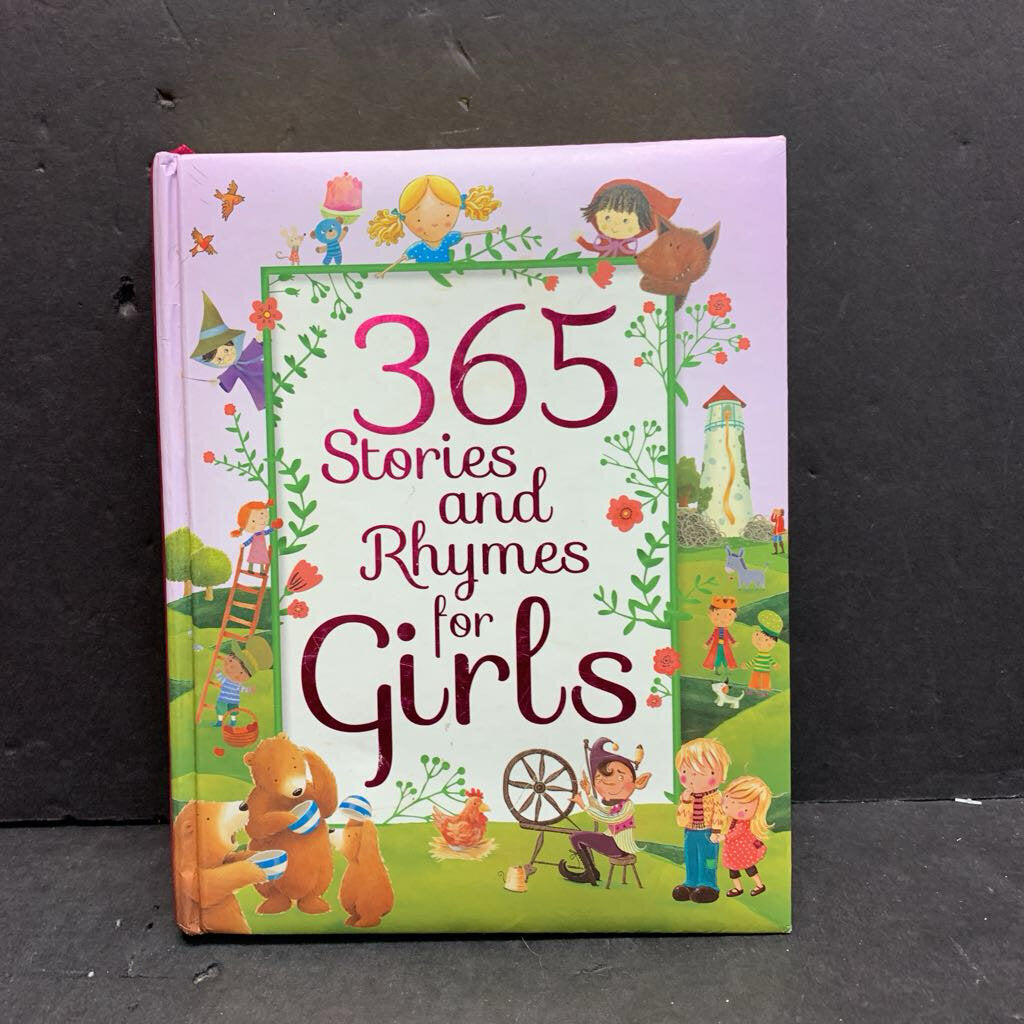 365
Stories
and
Rhymes
for
Girls